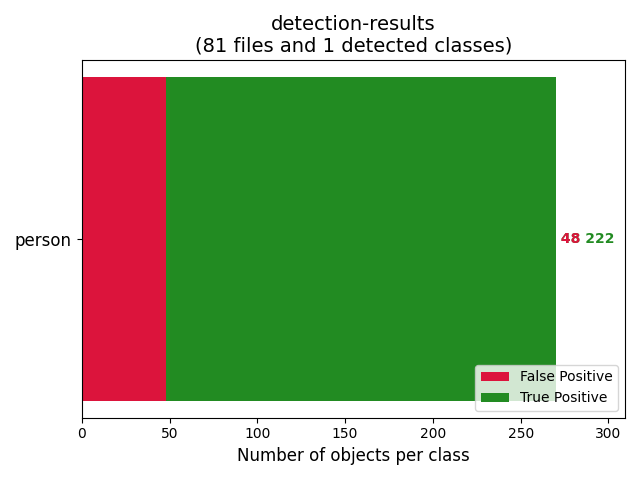 detection-results
(81 files and 1 detected classes)
person
48 222
False Positive
True Positive
0 50 100 150 200 250 300
Number of objects per class